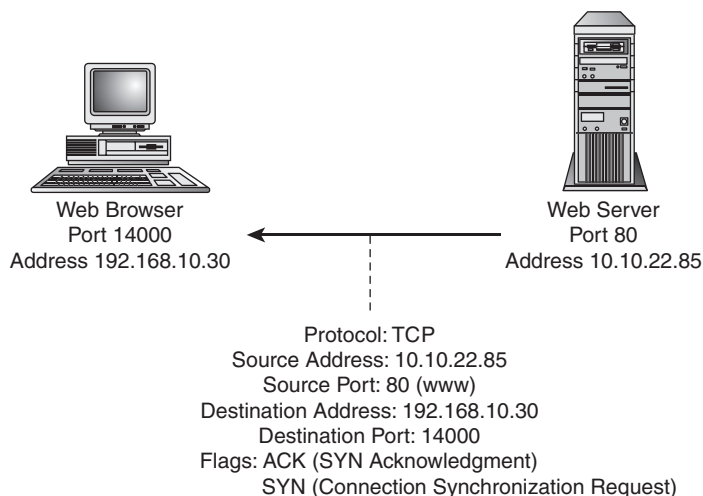 Web Browser
Port 14000
Address 192.168.10.30
Web Server
Port 80
Address 10.10.22.85
Protocol: TCP
Source Address: 10.10.22.85
Source Port: 80 (www)
Destination Address: 192.168.10.30
Destination Port: 14000
Flags: ACK (SYN Acknowledgment)
SYN (Connection Synchronization Request)